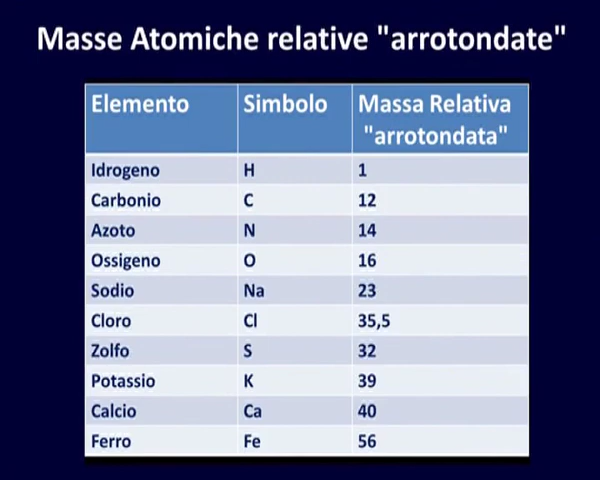 Masse Atomiche relative "arrotondate"
Elemento Simbolo Massa Relativa
"arrotondata"
Idrogeno H 1
Carbonio C 12
Azoto N 14
Ossigeno O 16
Sodio Na 23
Cloro Cl 35,5
Zolfo S 32
Potassio K 39
Calcio Ca 40
Ferro Fe 56